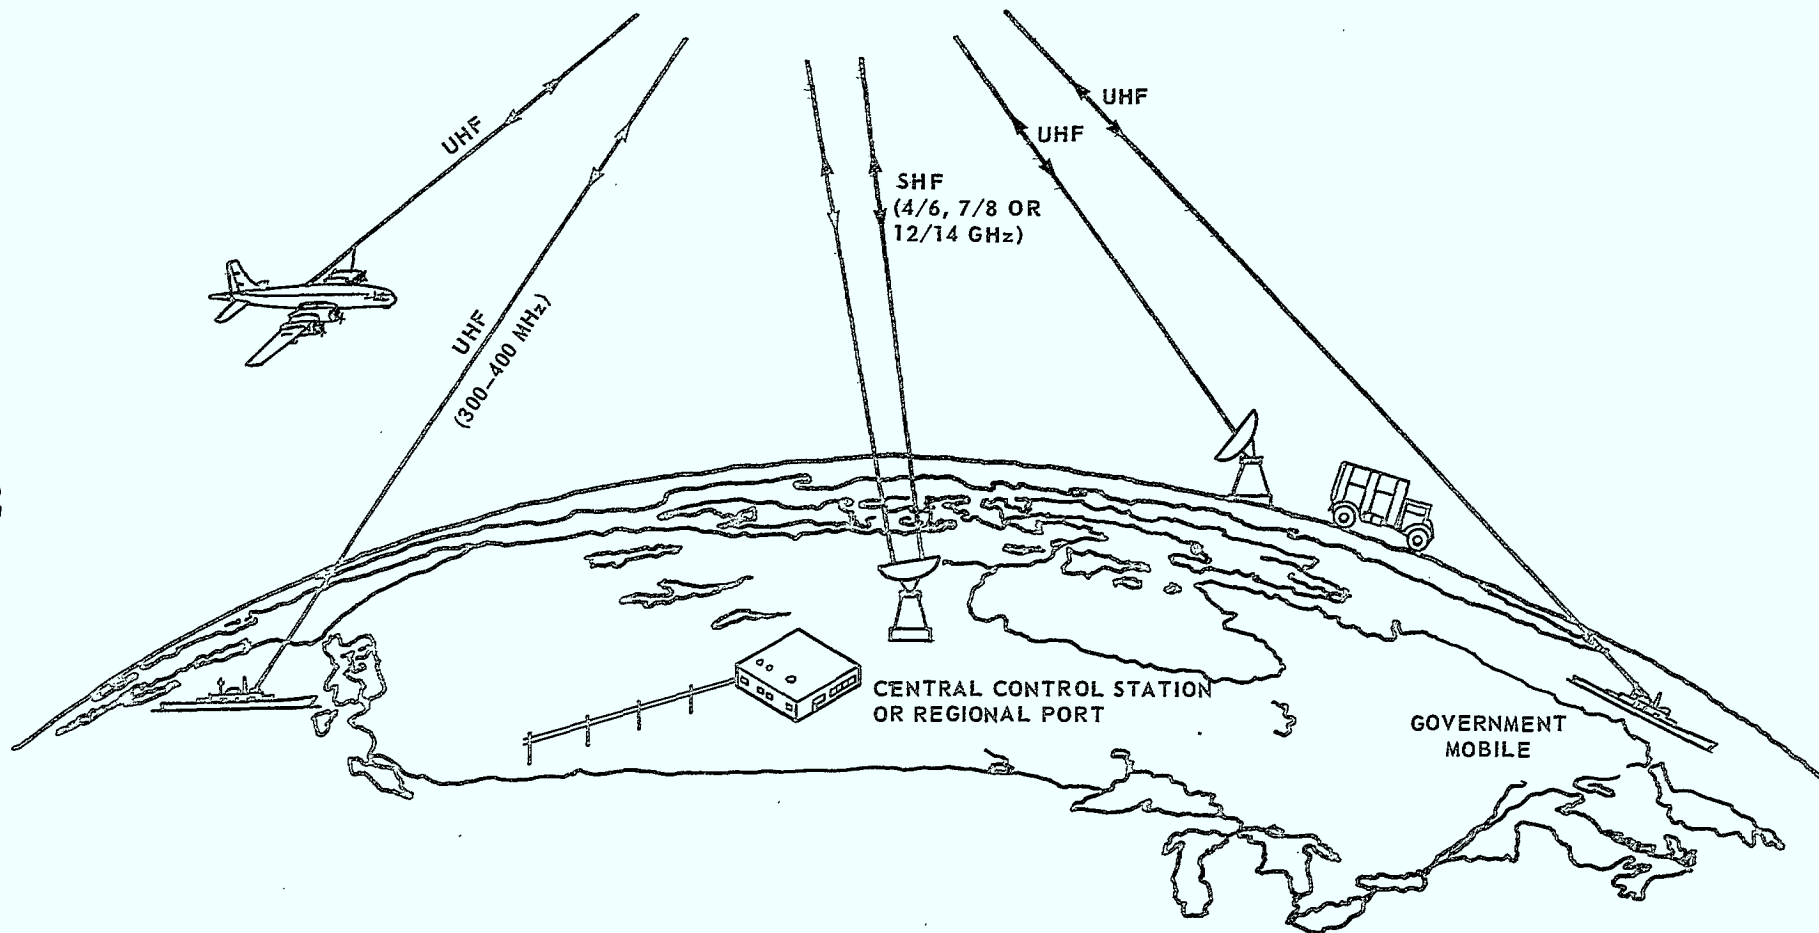 UHF
UHF
UHF
UHF
(300–400 MHz)
SHF
(4/6, 7/8 OR
12/14 GHz)
CENTRAL CONTROL STATION
OR REGIONAL PORT
GOVERNMENT
MOBILE